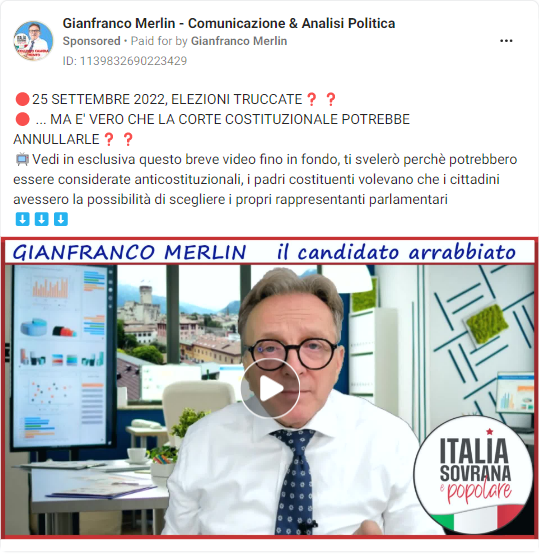 Gianfranco Merlin - Comunicazione & Analisi Politica
Sponsored • Paid for by Gianfranco Merlin
ID: 1139832690223429
🔴25 SETTEMBRE 2022, ELEZIONI TRUCCATE❓❓
🔴 ... MA E' VERO CHE LA CORTE COSTITUZIONALE POTREBBE
ANNULLARLE❓❓
📺Vedi in esclusiva questo breve video fino in fondo, ti svelerò perchè potrebbero
essere considerate anticostituzionali, i padri costituenti volevano che i cittadini
avessero la possibilità di scegliere i propri rappresentanti parlamentari
⬇️⬇️⬇️
GIANFRANCO MERLIN il candidato arrabbiato
ITALIA
SOVRANA
e popolare